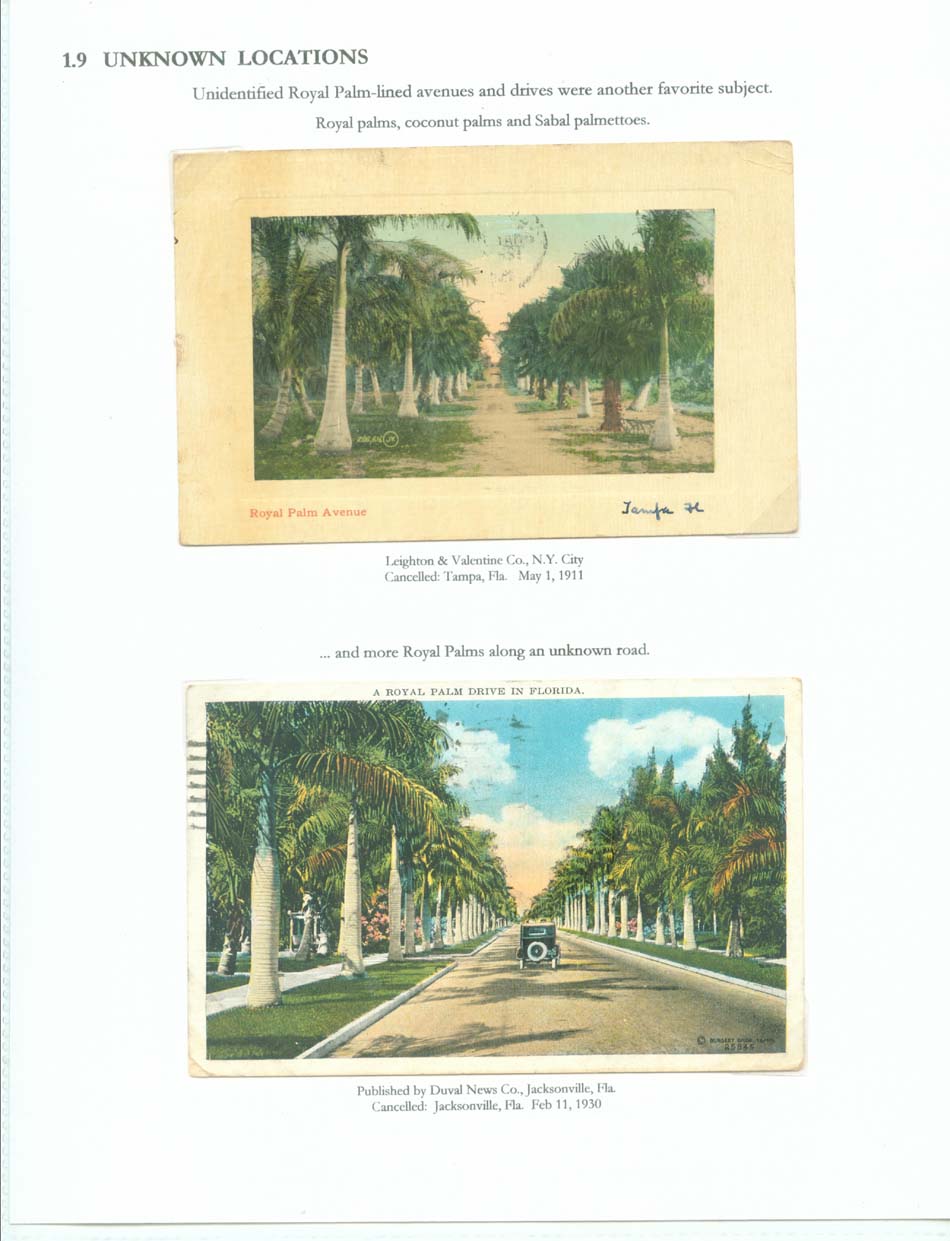 1.9 UNKNOWN LOCATIONS
Unidentified Royal Palm-lined avenues and drives were another favorite subject.
Royal palms, coconut palms and Sabal palmettoes.
Royal Palm Avenue
Tampa Fl
Leighton & Valentine Co., N.Y. City
Cancelled: Tampa, Fla. May 1, 1911
... and more Royal Palms along an unknown road.
A ROYAL PALM DRIVE IN FLORIDA.
Published by Duval News Co., Jacksonville, Fla.
Cancelled: Jacksonville, Fla. Feb 11, 1930